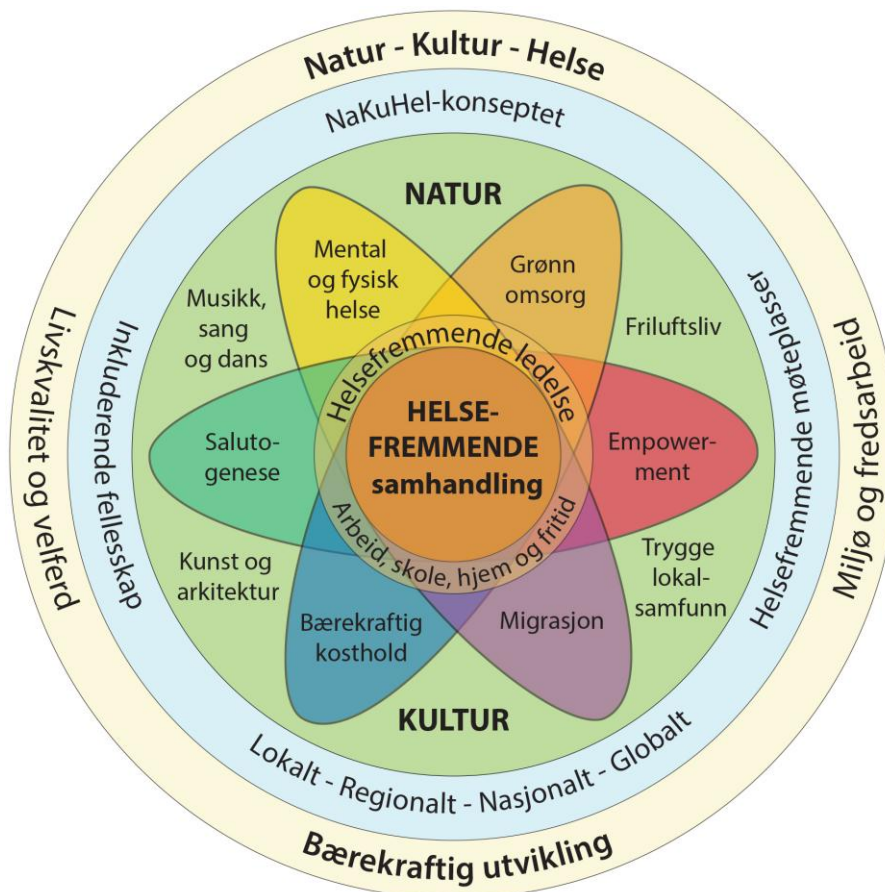 Natur - Kultur - Helse
NaKuHel-konseptet
Livskvalitet og velferd
Inkluderende fellesskap
Helsefremmende møteplasser
Miljø og fredsarbeid
NATUR
Mental
og fysisk
helse
Grønn
omsorg
Musikk,
sang
og dans
Friluftsliv
Helsefremmende ledelse
HELSE-
FREMMENDE
samhandling
Arbeid, skole, hjem og fritid
Saluto-
genese
Empower-
ment
Kunst og
arkitektur
Trygge
lokal-
samfunn
Bærekraftig
kosthold
Migrasjon
KULTUR
Lokalt - Regionalt - Nasjonalt - Globalt
Bærekraftig utvikling